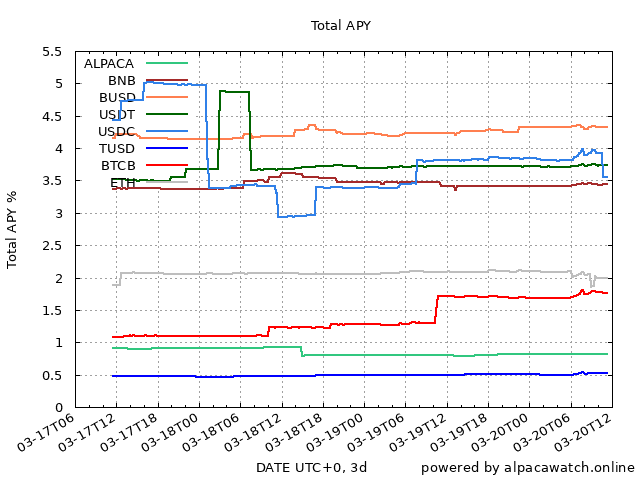 Total APY
5.5
5
4.5
4
3.5
3
2.5
2
1.5
1
0.5
0
Total APY %
ALPACA
BNB
BUSD
USDT
USDC
TUSD
BTCB
ETH
03-17T06
03-17T12
03-17T18
03-18T00
03-18T06
03-18T12
03-18T18
03-19T00
03-19T06
03-19T12
03-19T18
03-20T00
03-20T06
03-20T12
DATE UTC+0, 3d
powered by alpacawatch.online